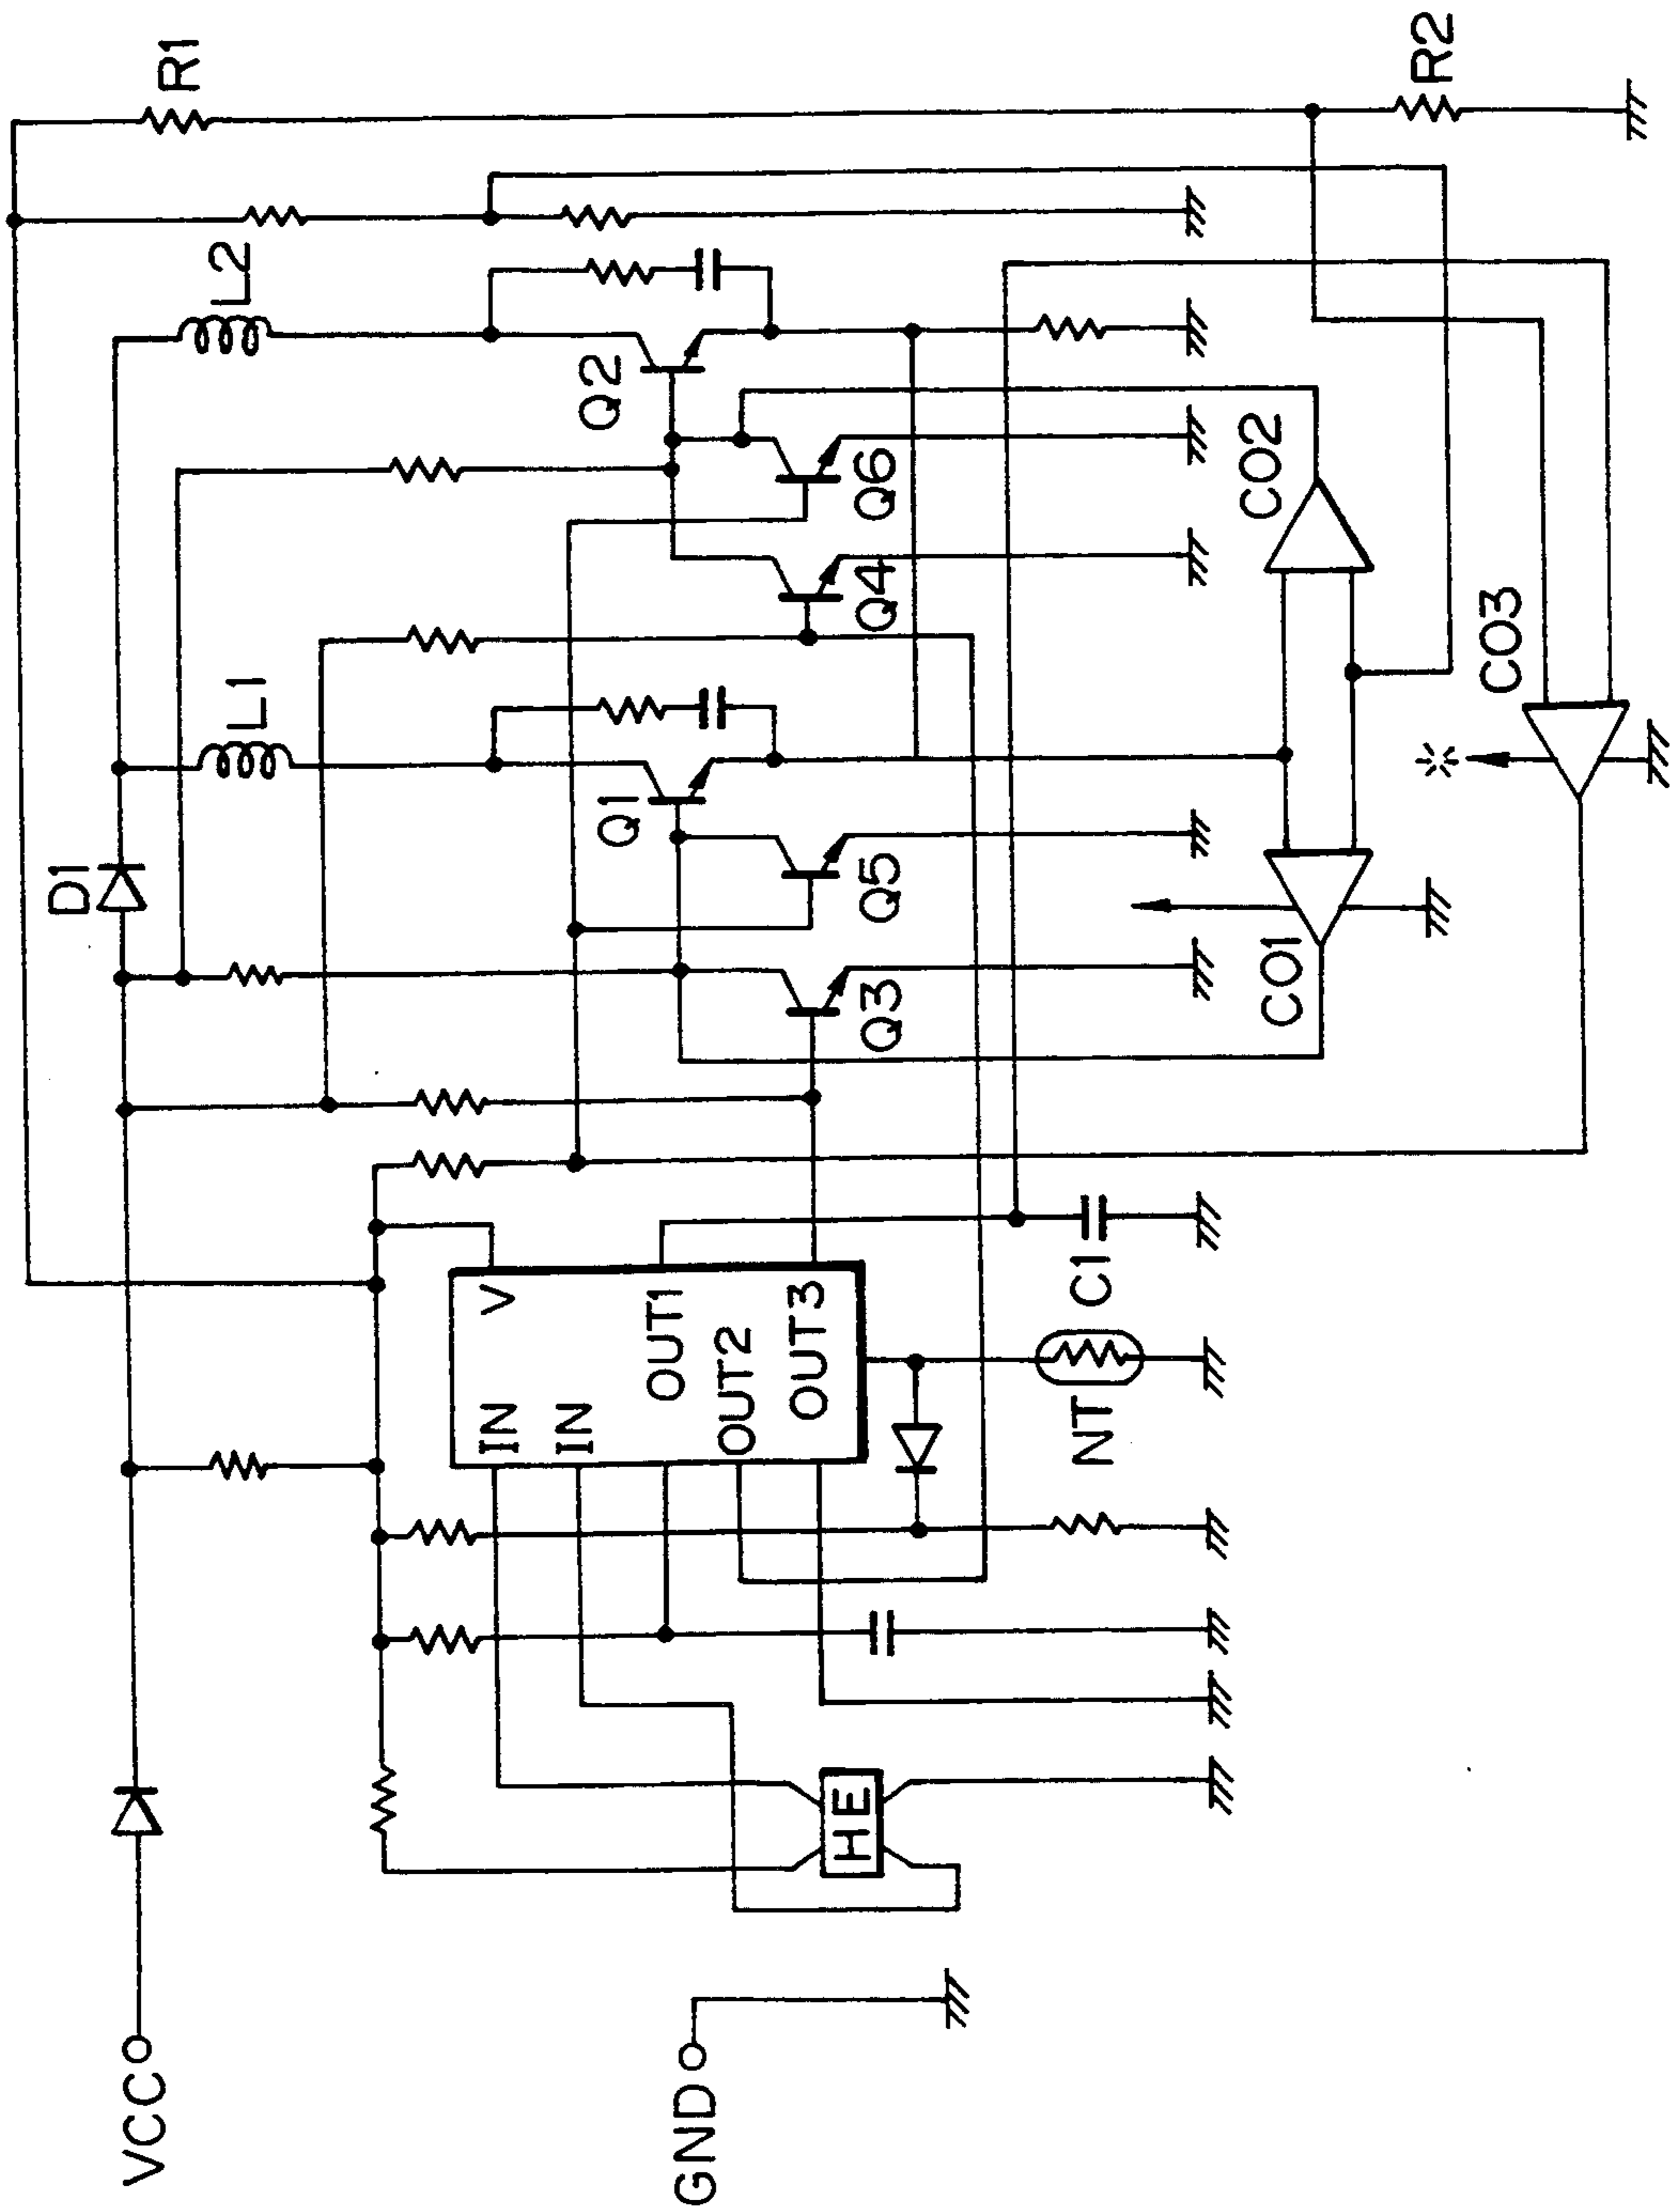 R1
L2
D1
L1
Q2
Q1
Q6
Q4
Q5
Q3
R2
CO2
CO3
CO1
V
IN
IN
OUT1
OUT2
OUT3
C1
NT
HE
VCC
GND